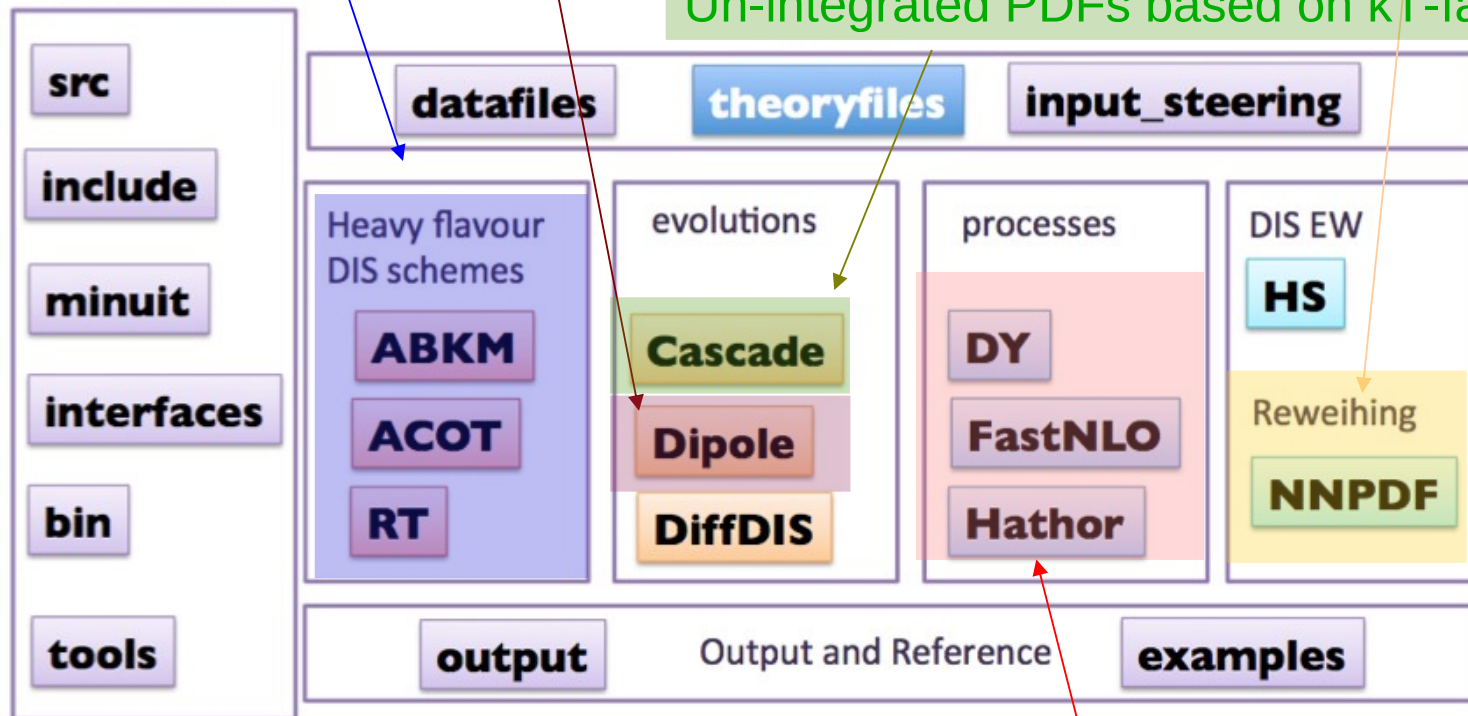 Un-integrated PDFs based on kT-fa
src
include
minuit
interfaces
bin
tools
datafiles
theoryfiles
input_steering
Heavy flavour
DIS schemes
ABKM
ACOT
RT
evolutions
Cascade
Dipole
DiffDIS
processes
DY
FastNLO
Hathor
DIS EW
HS
Reweihing
NNPDF
output
Output and Reference
examples